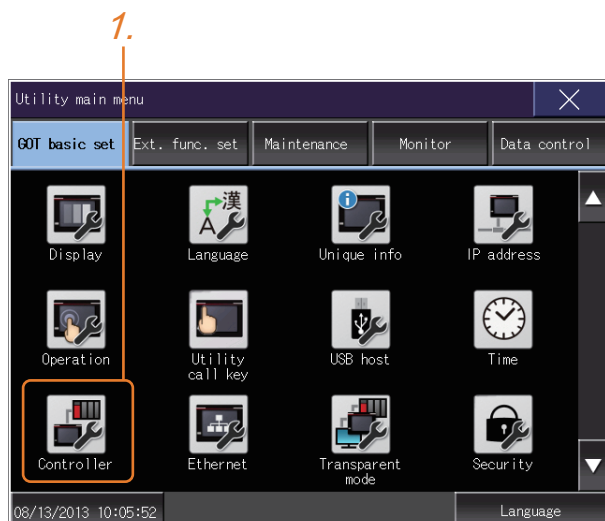 1.
Utility main menu
GOT basic set Ext. func. set Maintenance Monitor Data control
漢
A
Display Language Unique info IP address
Operation Utility call key USB host Time
Controller Ethernet Transparent mode Security
08/13/2013 10:05:52 Language